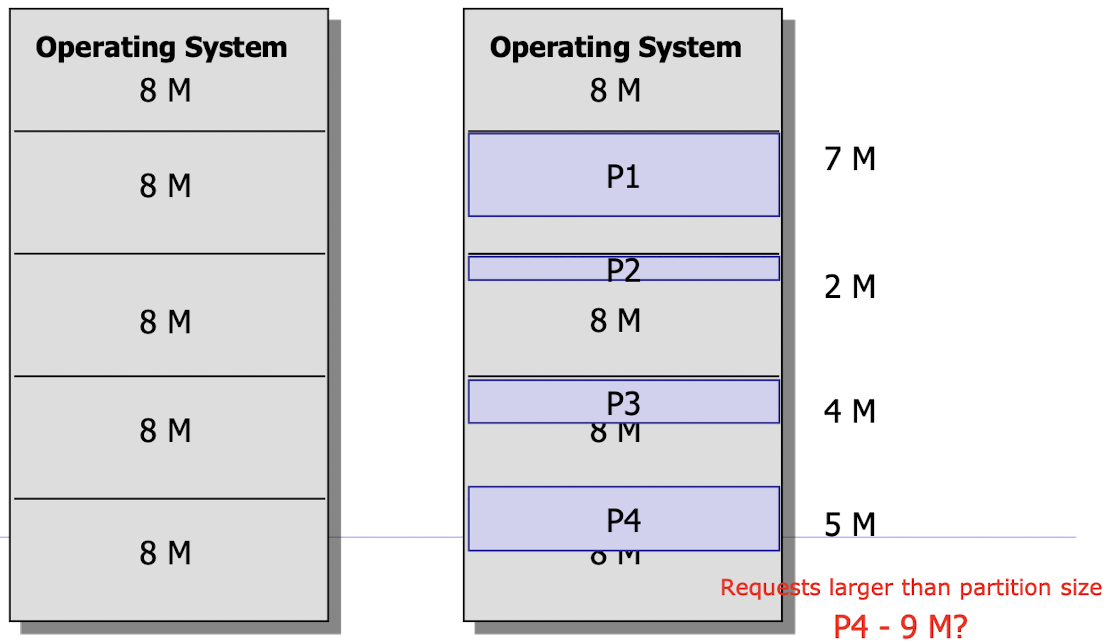 Operating System
8 M
8 M
8 M
8 M
8 M
Operating System
8 M
P1
7 M
P2
2 M
8 M
P3
4 M
8 M
P4
5 M
8 M
Requests larger than partition size
P4 - 9 M?